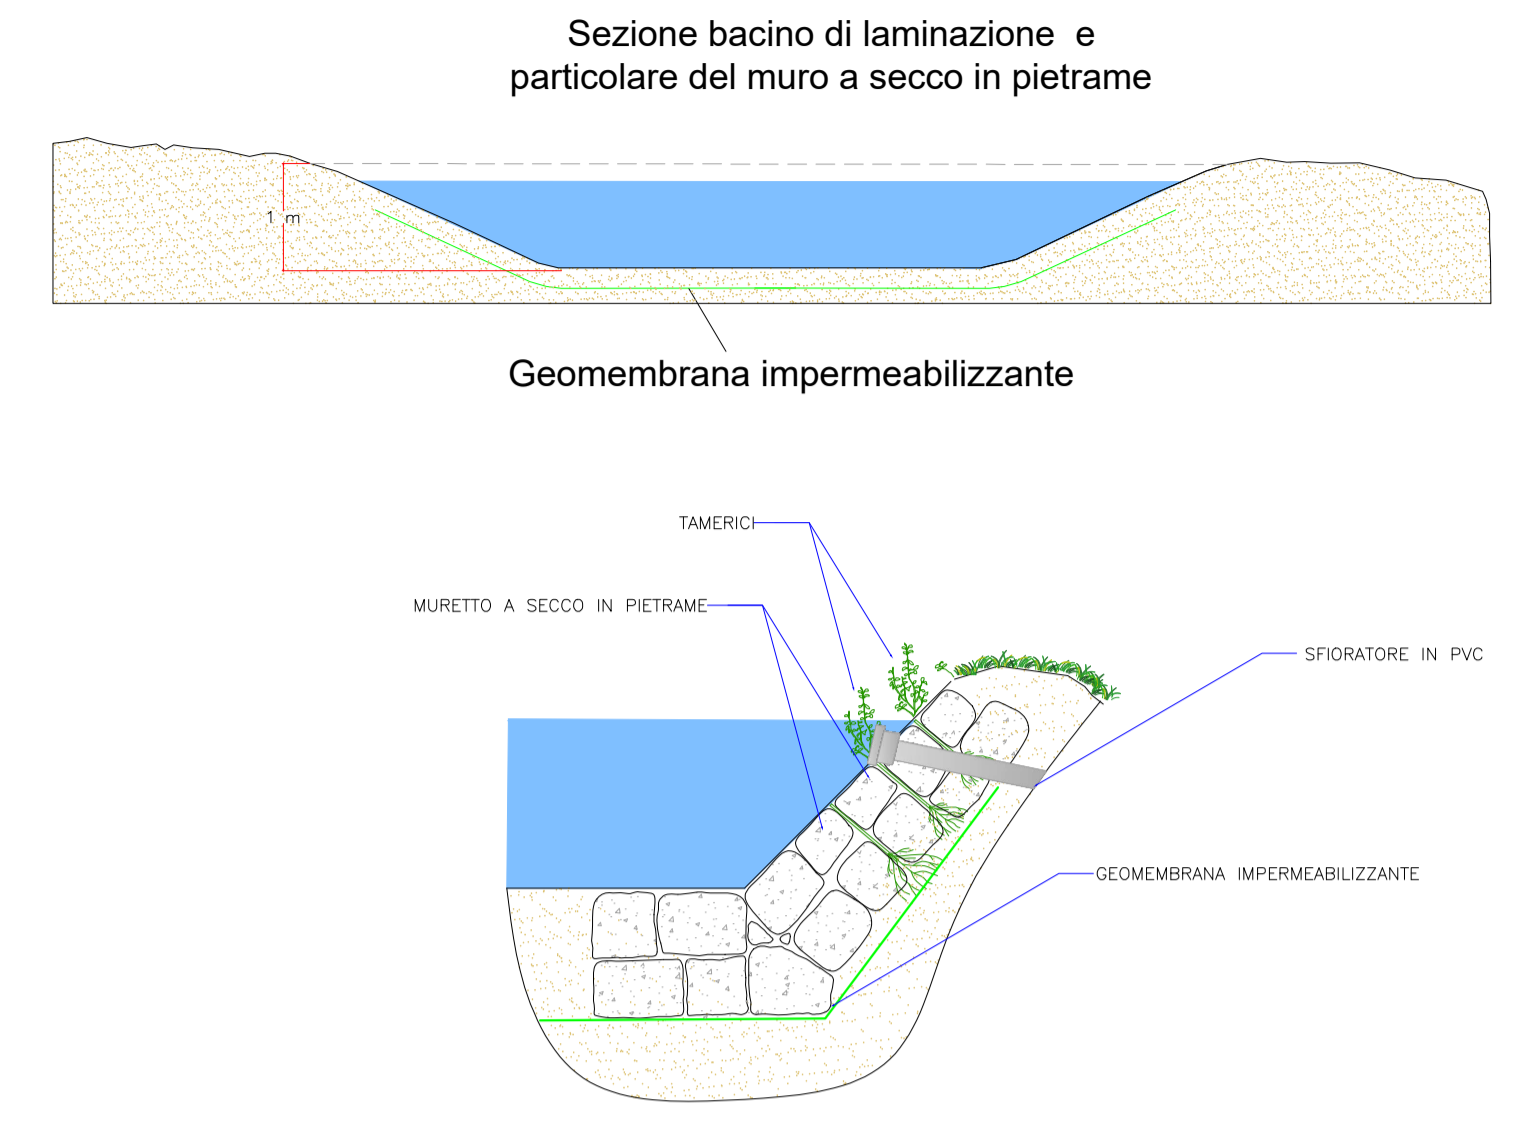 Sezione bacino di laminazione e
particolare del muro a secco in pietrame
1 m
Geomembrana impermeabilizzante
TAMERICI
MURETTO A SECCO IN PIETRAME
SFIORATORE IN PVC
GEOMEMBRANA IMPERMEABILIZZANTE